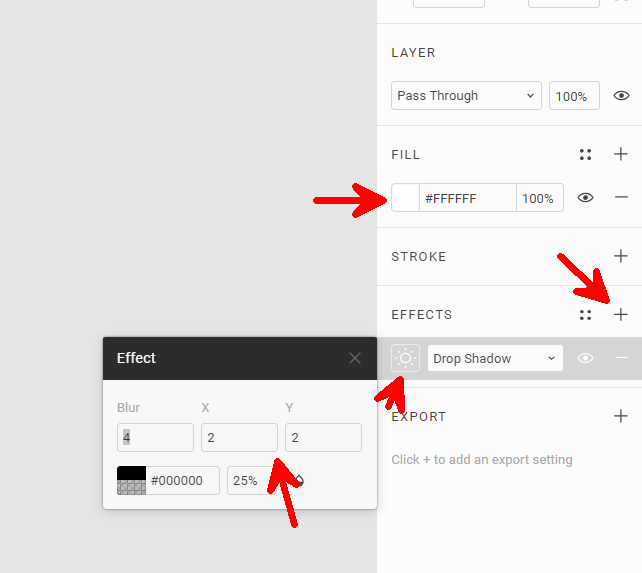 LAYER
Pass Through 100%
FILL
#FFFFFF 100%
STROKE
EFFECTS
Drop Shadow
Effect
Blur X Y
4 2 2
#000000 25%
EXPORT
Click + to add an export setting